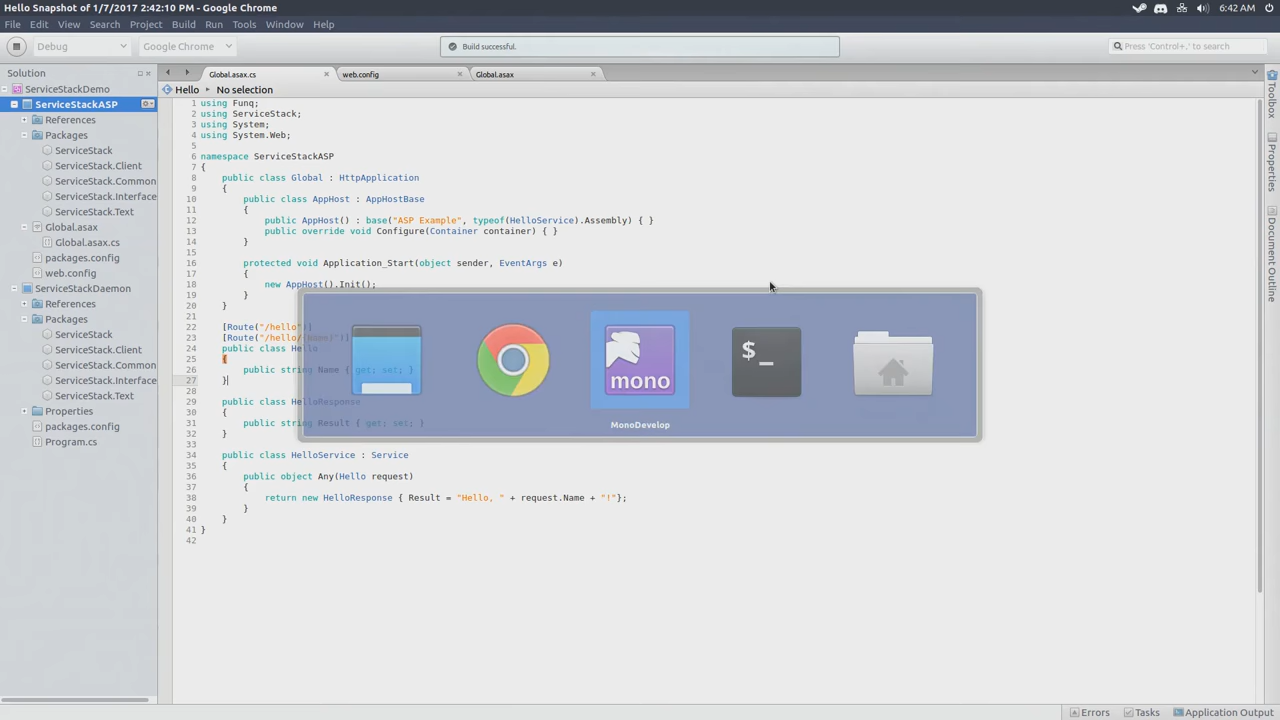 Hello Snapshot of 1/7/2017 2:42:10 PM - Google Chrome
6:42 AM
File Edit View Search Project Build Run Tools Window Help
Debug
Google Chrome
Build successful.
Press 'Control+,' to search
Solution
ServiceStackDemo
ServiceStackASP
References
Packages
ServiceStack
ServiceStack.Client
ServiceStack.Common
ServiceStack.Interface
ServiceStack.Text
Global.asax
Global.asax.cs
packages.config
web.config
ServiceStackDaemon
References
Packages
ServiceStack
ServiceStack.Client
ServiceStack.Common
ServiceStack.Interface
ServiceStack.Text
Properties
packages.config
Program.cs
Global.asax.cs
web.config
Global.asax
Hello No selection
1 using Funq;
2 using ServiceStack;
3 using System;
4 using System.Web;
5
6 namespace ServiceStackASP
7 {
8 public class Global : HttpApplication
9 {
10 public class AppHost : AppHostBase
11 {
12 public AppHost() : base("ASP Example", typeof(HelloService).Assembly) { }
13 public override void Configure(Container container) { }
14 }
15
16 protected void Application_Start(object sender, EventArgs e)
17 {
18 new AppHost().Init();
19 }
20 }
21
22 [Route("/hello")]
23 [Route("/hello/{Name}")]
24 public class Hello
25 {
26 public string Name { get; set; }
27 }
28
29 public class HelloResponse
30 {
31 public string Result { get; set; }
32 }
33
34 public class HelloService : Service
35 {
36 public object Any(Hello request)
37 {
38 return new HelloResponse { Result = "Hello, " + request.Name + "!"};
39 }
40 }
41 }
42
$_
mono
MonoDevelop
Toolbox
Properties
Document Outline
Errors
Tasks
Application Output